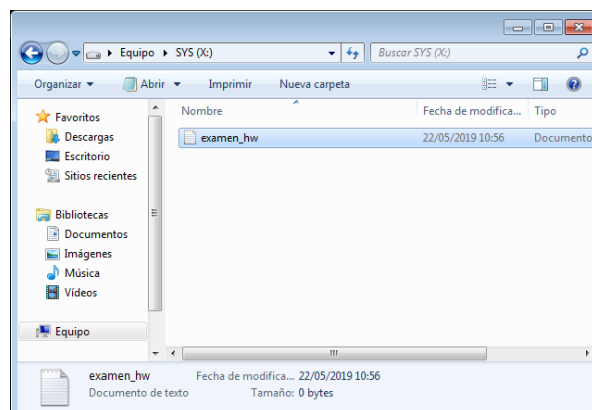 Equipo SYS (X:)
Buscar SYS (X:)
Organizar Abrir Imprimir Nueva carpeta
Favoritos
Descargas
Escritorio
Sitios recientes
Bibliotecas
Documentos
Imágenes
Música
Vídeos
Equipo
Nombre Fecha de modifica... Tipo
examen_hw 22/05/2019 10:56 Documento
examen_hw Fecha de modifica... 22/05/2019 10:56
Documento de texto Tamaño: 0 bytes